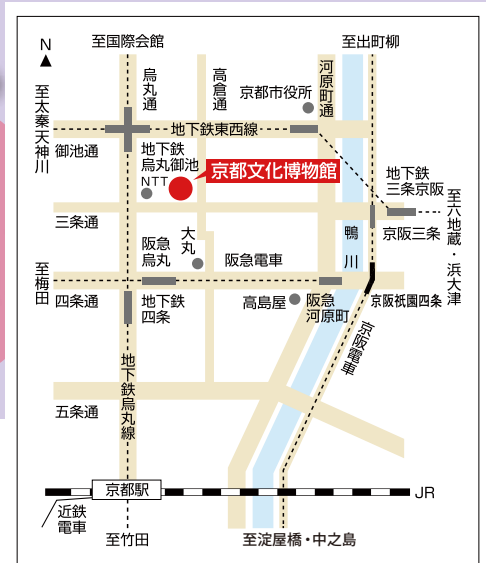 N
至国際会館
至出町柳
至太秦天神川
烏丸通
高倉通
京都市役所
河原町通
地下鉄東西線
御池通
地下鉄
烏丸御池
京都文化博物館
NTT
地下鉄
三条京阪
至六地蔵・浜大津
三条通
大丸
鴨川
京阪三条
阪急
烏丸
阪急電車
至梅田
四条通
地下鉄
四条
高島屋
阪急
河原町
京阪祇園四条
京阪電車
地下鉄烏丸線
五条通
京都駅
JR
近鉄
電車
至竹田
至淀屋橋・中之島